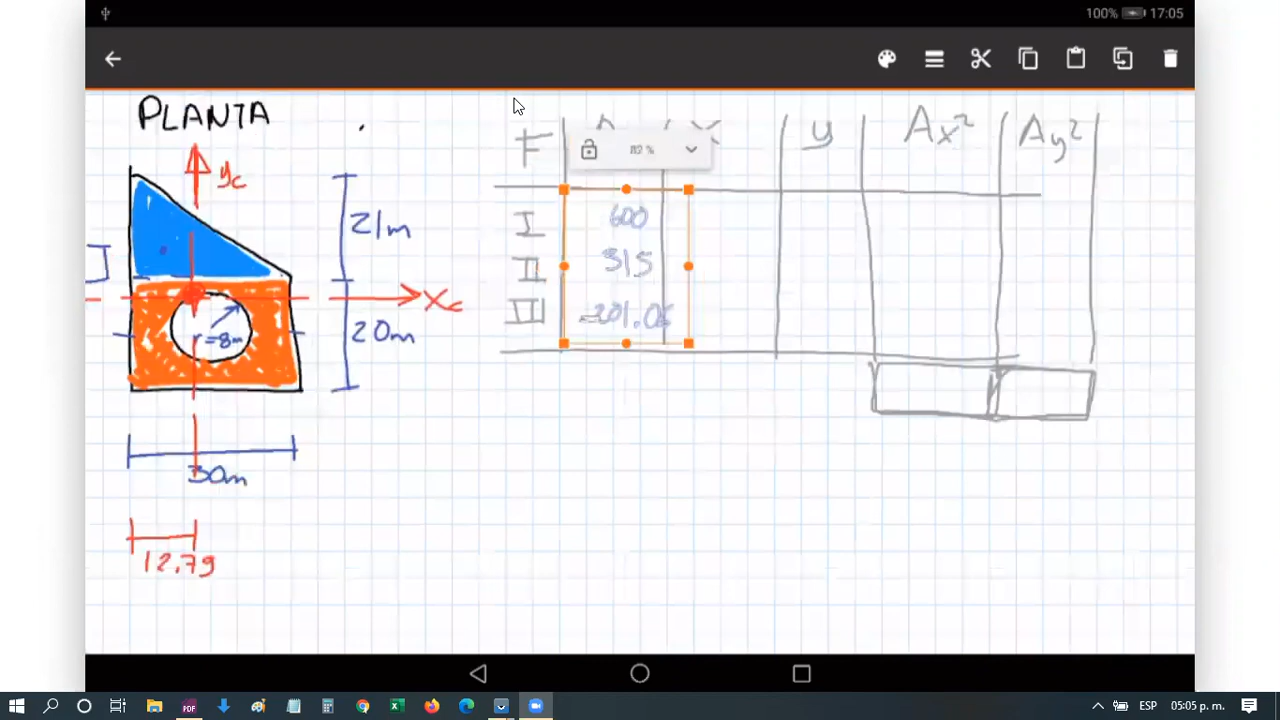 100% 17:05
PLANTA
yc
21m
F
y
Ax² Ay²
82 %
I 600
II 315
III -201.06
xc
r=8m
20m
30m
12.79
ESP 05:05 p. m.